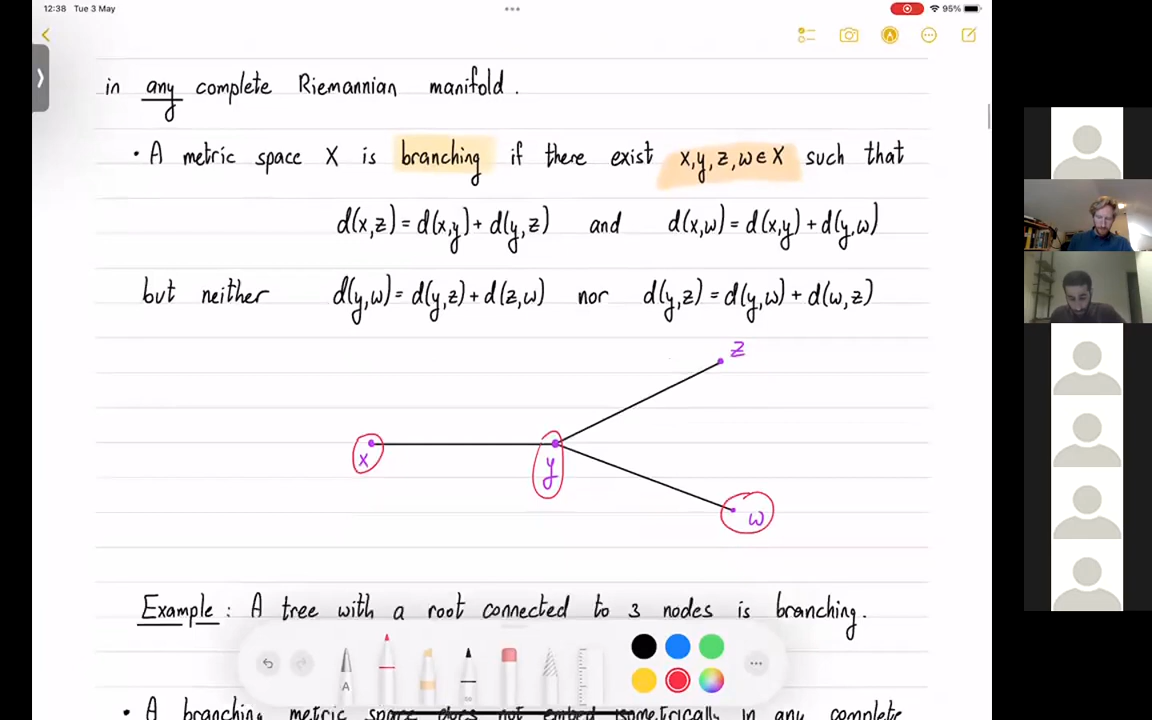 12:38 Tue 3 May
95%
in any complete Riemannian manifold.
• A metric space X is branching if there exist x,y,z,w∈X such that
d(x,z)=d(x,y)+d(y,z) and d(x,w)=d(x,y)+d(y,w)
but neither d(y,w)=d(y,z)+d(z,w) nor d(y,z)=d(y,w)+d(w,z)
z
x
y
w
Example: A tree with a root connected to 3 nodes is branching.
A
50
• A branching metric space does not embed isometrically in any complete